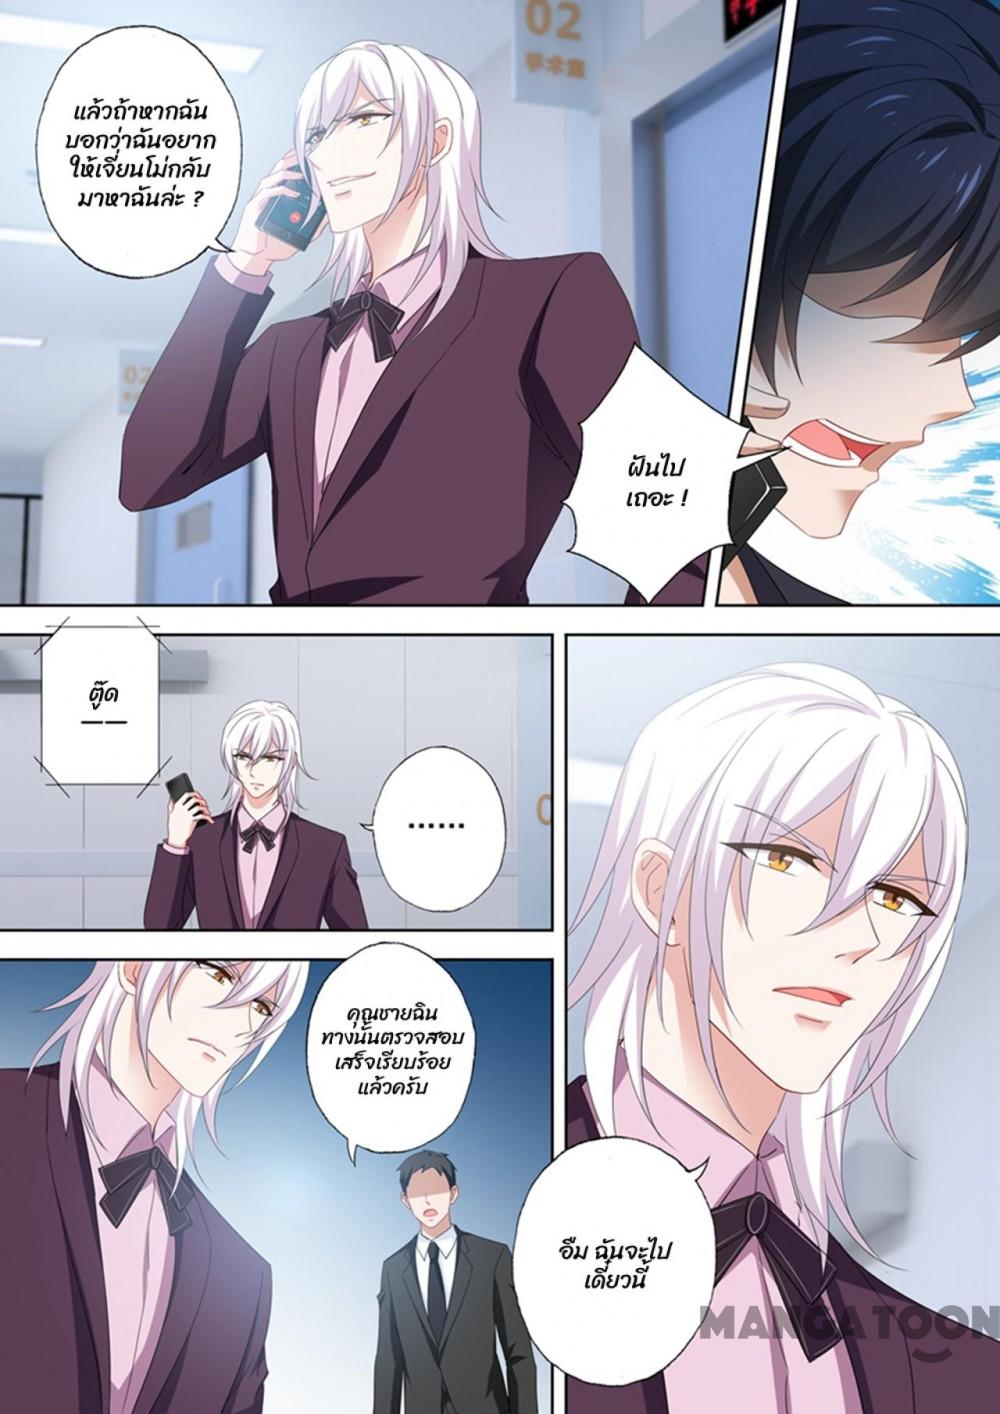 02
手术室
แล้วถ้าหากฉัน
บอกว่าฉันอยาก
ให้เจี่ยนโม่กลับ
มาหาฉันล่ะ ?
02
ฝันไป
เถอะ !
ตู๊ด
——
......
คุณชายฉิน
ทางนั้นตรวจสอบ
เสร็จเรียบร้อย
แล้วครับ
อืม ฉันจะไป
เดี๋ยวนี้
MANGATOON